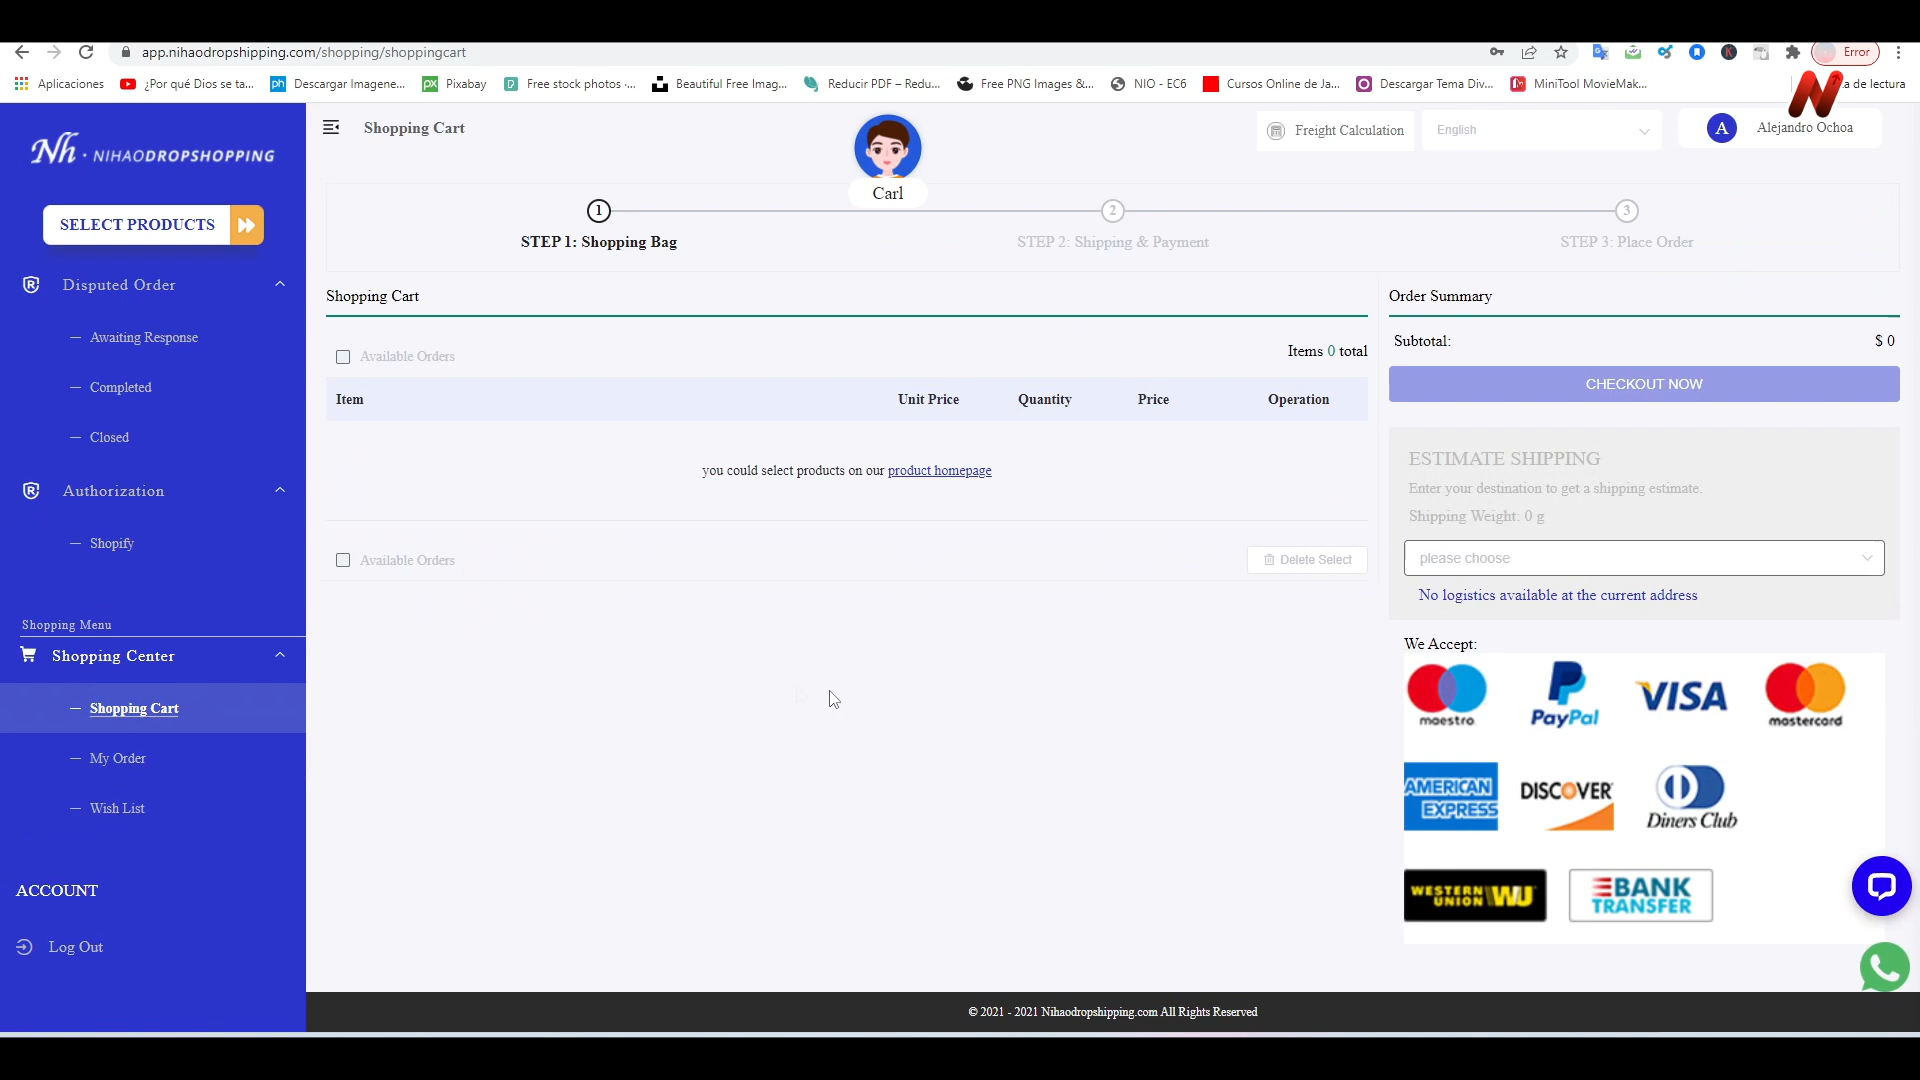 app.nihaodropshipping.com/shopping/shoppingcart
Error
Aplicaciones
¿Por qué Dios se ta...
Descargar Imagene...
Pixabay
Free stock photos ·...
Beautiful Free Imag...
Reducir PDF – Redu...
Free PNG Images &...
NIO - EC6
Cursos Online de Ja...
Descargar Tema Div...
MiniTool MovieMak...
a de lectura
Nh · NIHAODROPSHOPPING
SELECT PRODUCTS
Disputed Order
Awaiting Response
Completed
Closed
Authorization
Shopify
Shopping Menu
Shopping Center
Shopping Cart
My Order
Wish List
ACCOUNT
Log Out
Shopping Cart
Carl
Freight Calculation
English
A
Alejandro Ochoa
1
2
3
STEP 1: Shopping Bag
STEP 2: Shipping & Payment
STEP 3: Place Order
Shopping Cart
Available Orders
Items 0 total
Item
Unit Price
Quantity
Price
Operation
you could select products on our product homepage
Available Orders
Delete Select
Order Summary
Subtotal:
$ 0
CHECKOUT NOW
ESTIMATE SHIPPING
Enter your destination to get a shipping estimate.
Shipping Weight: 0 g
please choose
No logistics available at the current address
We Accept:
maestro
PayPal
VISA
mastercard
AMERICAN EXPRESS
DISCOVER
Diners Club
WESTERN UNION WU
BANK TRANSFER
© 2021 - 2021 Nihaodropshipping.com All Rights Reserved